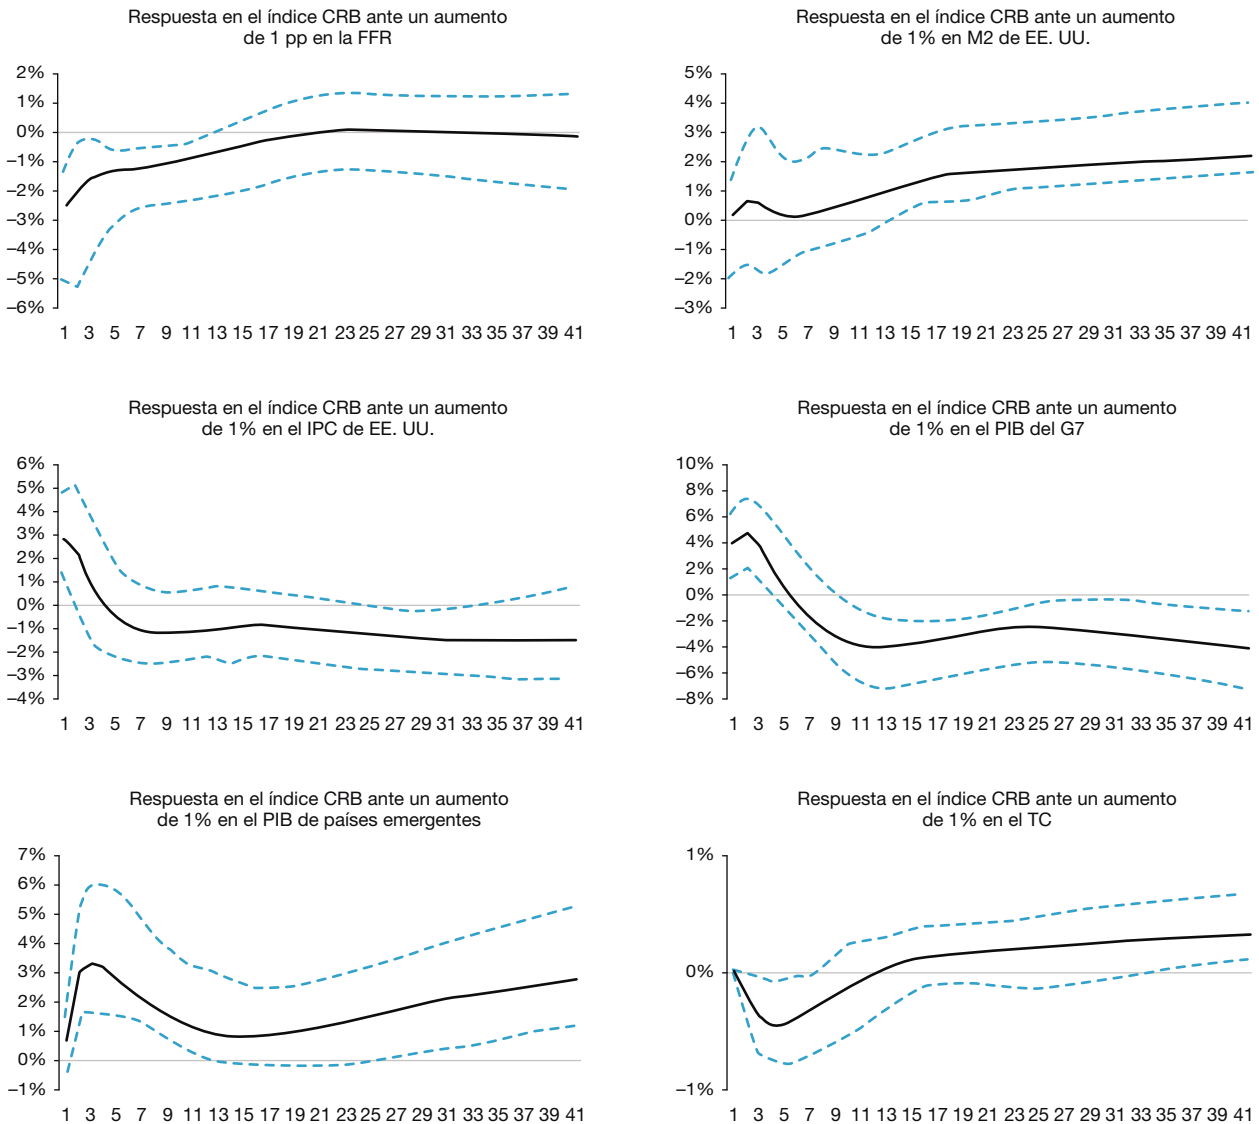 Respuesta en el índice CRB ante un aumento
de 1 pp en la FFR
2%
1%
0%
–1%
–2%
–3%
–4%
–5%
–6%
1 3 5 7 9 11 13 15 17 19 21 23 25 27 29 31 33 35 37 39 41
Respuesta en el índice CRB ante un aumento
de 1% en M2 de EE. UU.
5%
4%
3%
2%
1%
0%
–1%
–2%
–3%
1 3 5 7 9 11 13 15 17 19 21 23 25 27 29 31 33 35 37 39 41
Respuesta en el índice CRB ante un aumento
de 1% en el IPC de EE. UU.
6%
5%
4%
3%
2%
1%
0%
–1%
–2%
–3%
–4%
1 3 5 7 9 11 13 15 17 19 21 23 25 27 29 31 33 35 37 39 41
Respuesta en el índice CRB ante un aumento
de 1% en el PIB del G7
10%
8%
6%
4%
2%
0%
–2%
–4%
–6%
–8%
1 3 5 7 9 11 13 15 17 19 21 23 25 27 29 31 33 35 37 39 41
Respuesta en el índice CRB ante un aumento
de 1% en el PIB de países emergentes
7%
6%
5%
4%
3%
2%
1%
0%
–1%
1 3 5 7 9 11 13 15 17 19 21 23 25 27 29 31 33 35 37 39 41
Respuesta en el índice CRB ante un aumento
de 1% en el TC
1%
0%
–1%
1 3 5 7 9 11 13 15 17 19 21 23 25 27 29 31 33 35 37 39 41